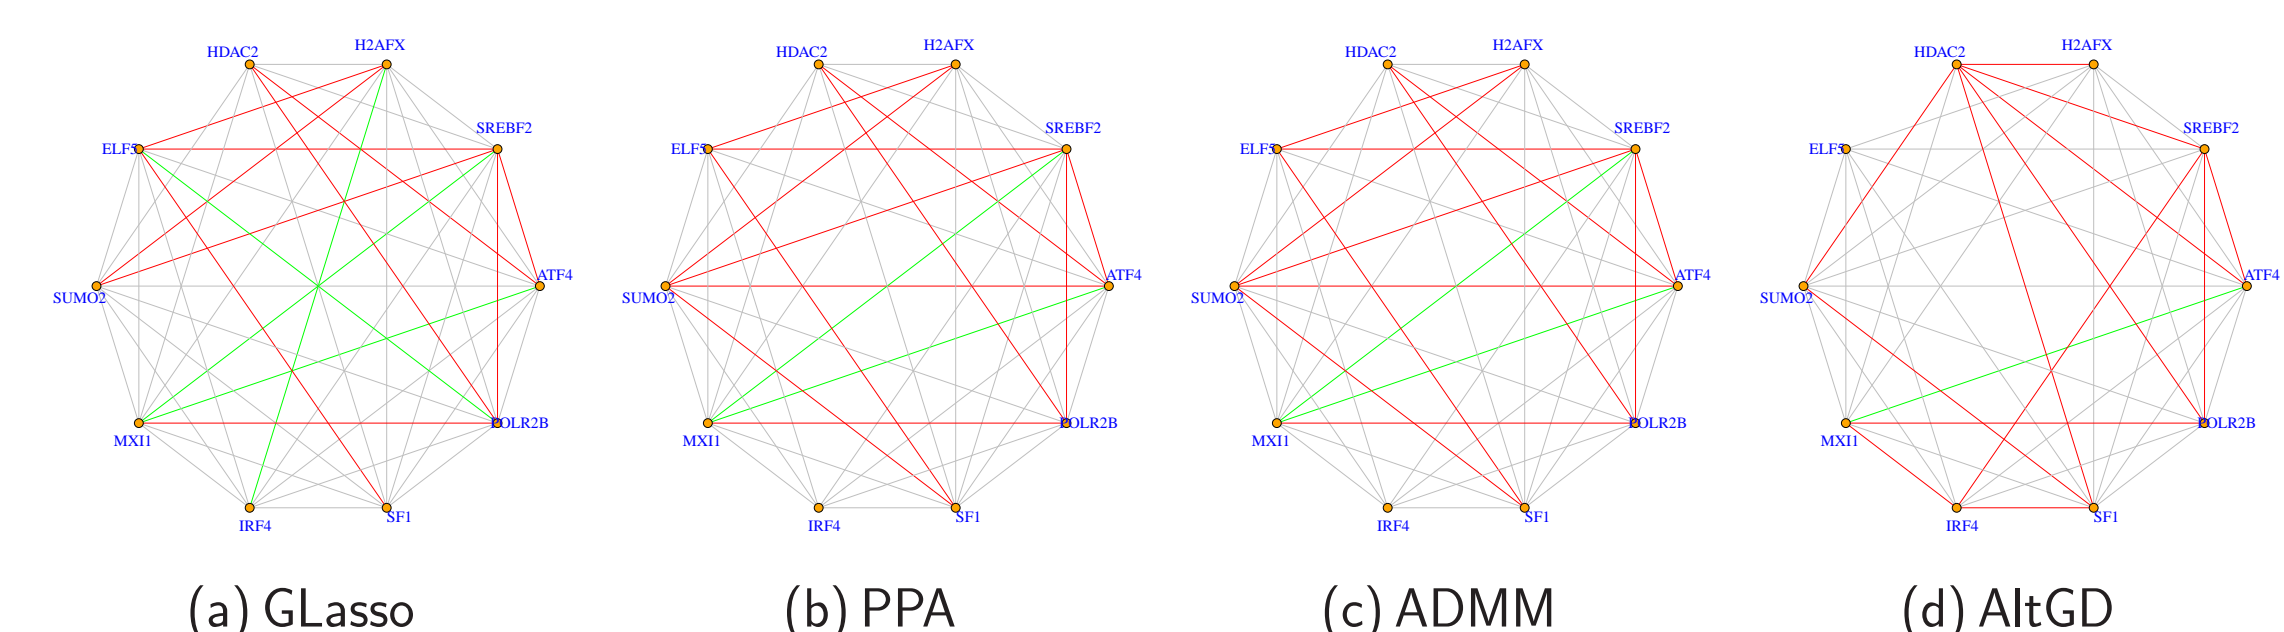 HDAC2
H2AFX
SREBF2
ELF5
ATF4
SUMO2
POLR2B
MXI1
SF1
IRF4
(a) GLasso
HDAC2
H2AFX
SREBF2
ELF5
ATF4
SUMO2
POLR2B
MXI1
SF1
IRF4
(b) PPA
HDAC2
H2AFX
SREBF2
ELF5
ATF4
SUMO2
POLR2B
MXI1
SF1
IRF4
(c) ADMM
HDAC2
H2AFX
SREBF2
ELF5
ATF4
SUMO2
POLR2B
MXI1
SF1
IRF4
(d) AltGD